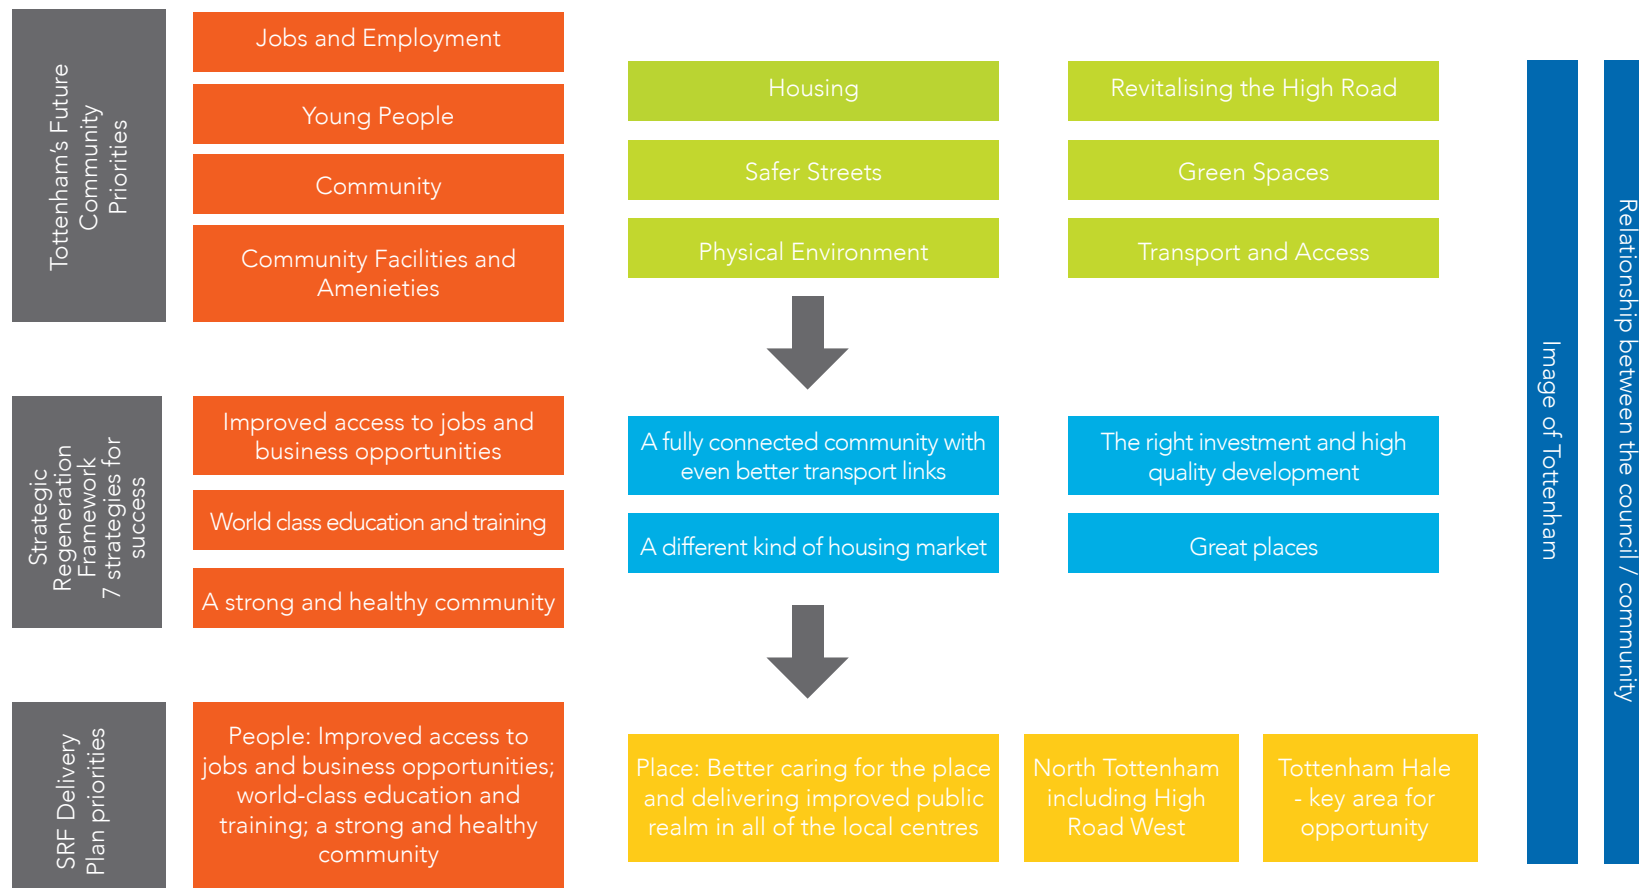 Tottenham's Future
Community
Priorities
Jobs and Employment
Young People
Community
Community Facilities and
Amenieties
Housing
Safer Streets
Physical Environment
Revitalising the High Road
Green Spaces
Transport and Access
Strategic
Regeneration
Framework
7 strategies for
success
Improved access to jobs and
business opportunities
World class education and training
A strong and healthy community
A fully connected community with
even better transport links
A different kind of housing market
The right investment and high
quality development
Great places
SRF Delivery
Plan priorities
People: Improved access to
jobs and business opportunities;
world-class education and
training; a strong and healthy
community
Place: Better caring for the place
and delivering improved public
realm in all of the local centres
North Tottenham
including High
Road West
Tottenham Hale
- key area for
opportunity
Image of Tottenham
Relationship between the council / community